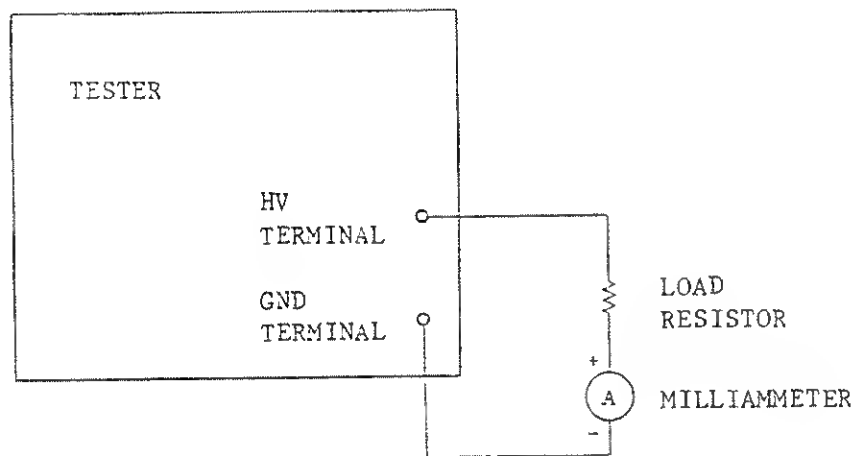 TESTER
HV
TERMINAL
GND
TERMINAL
LOAD
RESISTOR
+
A
MILLIAMMETER
-